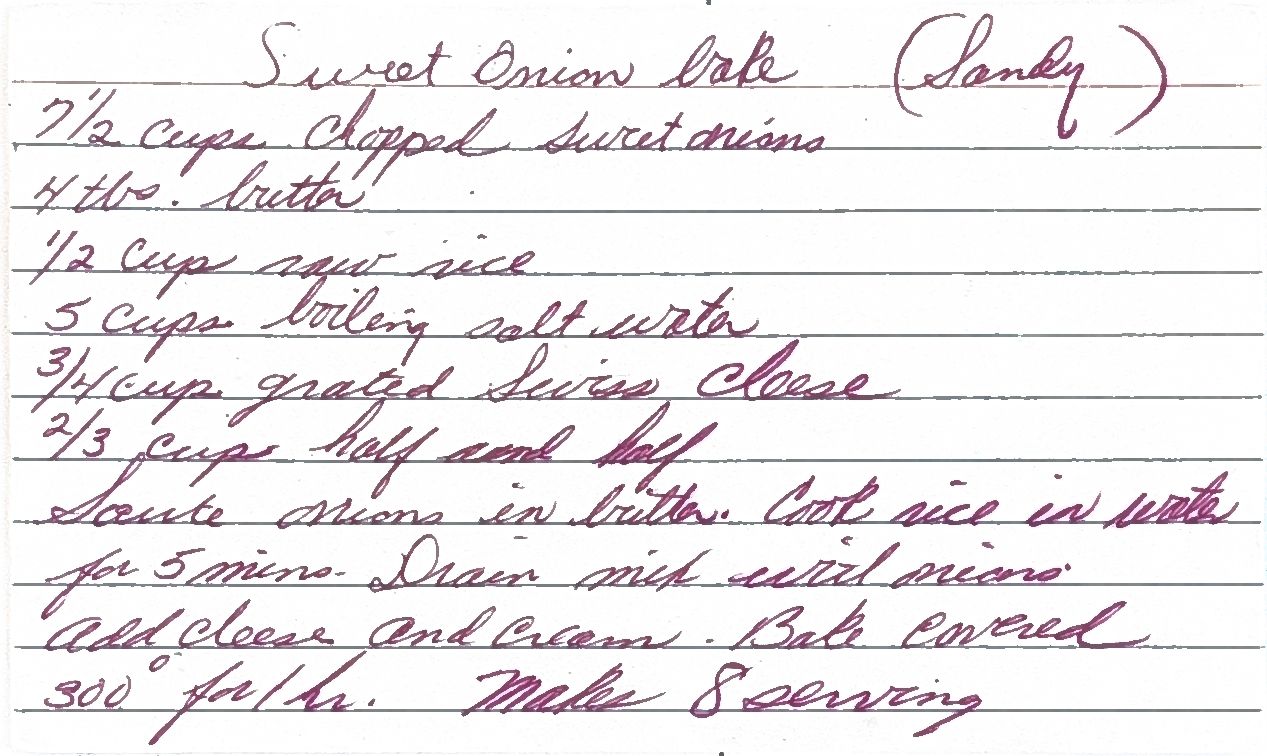 Sweet Onion bake (Sandy)
7 1/2 cups chopped sweet onions
4 tbs. butter
1/2 cup raw rice
5 cups boiling salt water
3/4 cup grated Swiss cheese
2/3 cup half and half
Saute onions in butter. Cook rice in water
for 5 mins. Drain mix with onions
add cheese and cream. Bake covered
300° for 1 hr. Makes 8 serving